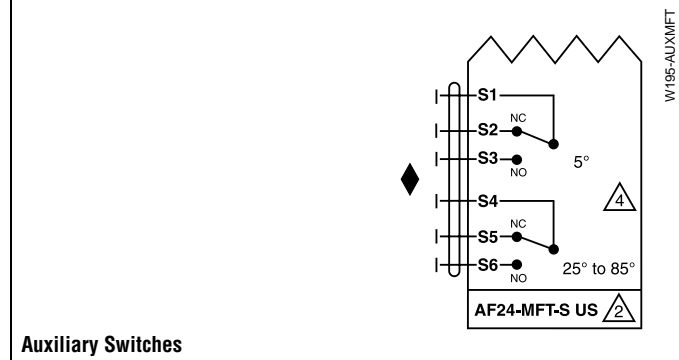 W195-AUXMFT
S1
NC
S2
S3
NO
5°
4
S4
NC
S5
S6
NO
25° to 85°
AF24-MFT-S US 2
Auxiliary Switches